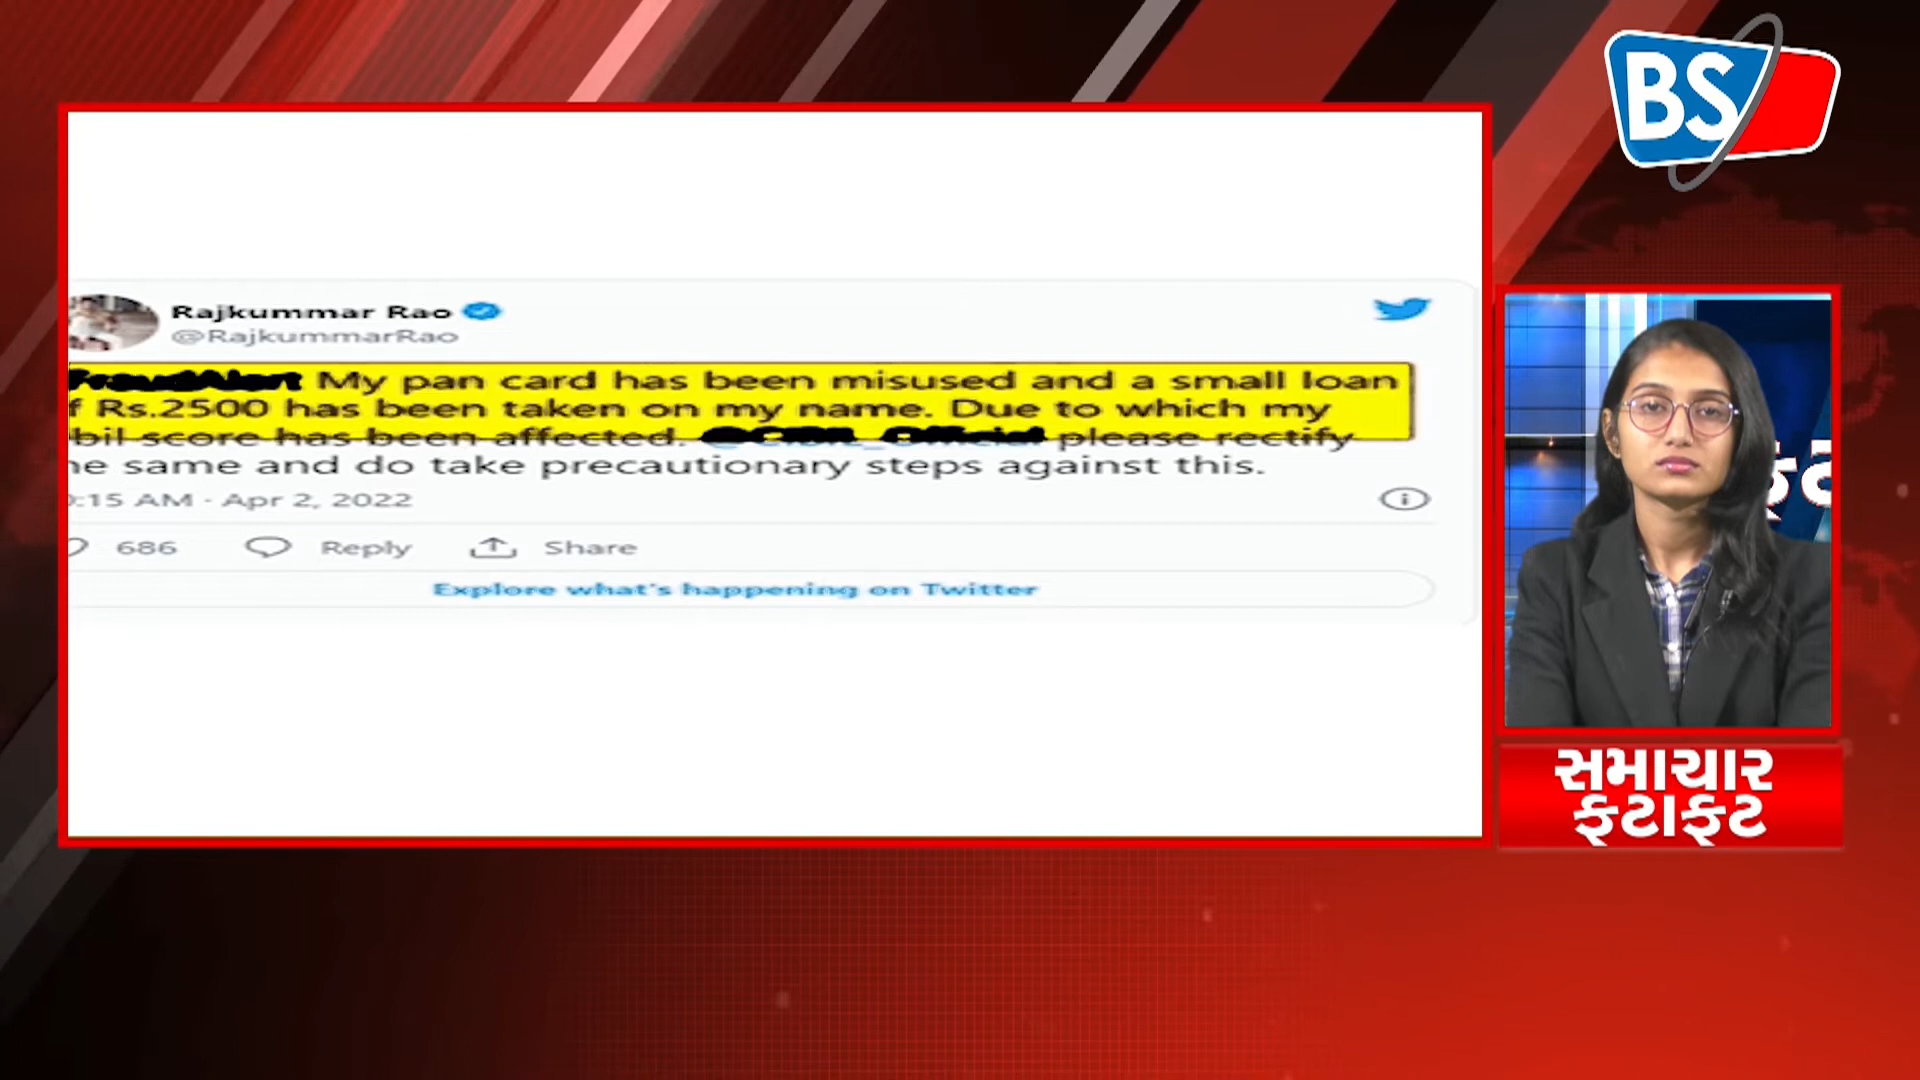 BS
Rajkummar Rao
@RajkummarRao
FraudAlert My pan card has been misused and a small loan
f Rs.2500 has been taken on my name. Due to which my
bil score has been affected. @CIBIL_Official please rectify
he same and do take precautionary steps against this.
:15 AM · Apr 2, 2022
686 Reply Share
Explore what's happening on Twitter
સમાચાર
ફટાફટ